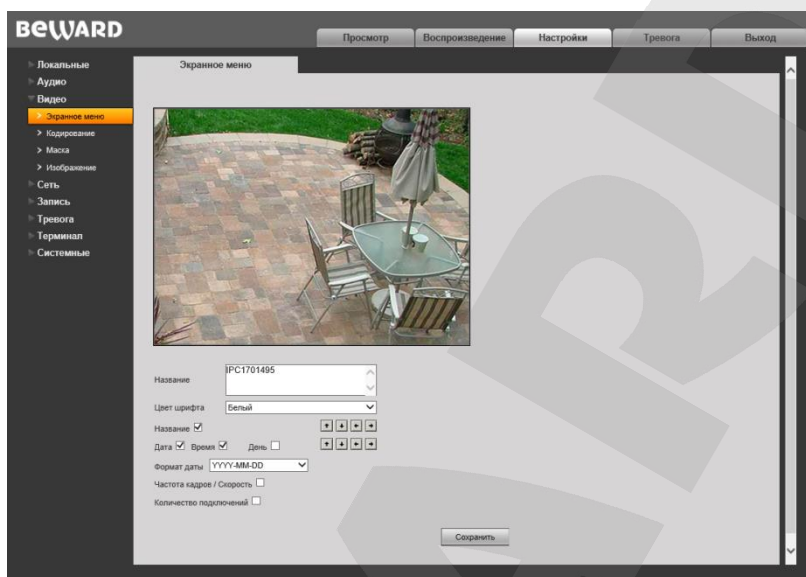 BEWARD
Просмотр Воспроизведение Настройки Тревога Выход
Локальные
Аудио
Видео
Экранное меню
Кодирование
Маска
Изображение
Сеть
Запись
Тревога
Терминал
Системные
Экранное меню
Название IPC1701495
Цвет шрифта Белый
Название
Дата Время День
Формат даты YYYY-MM-DD
Частота кадров / Скорость
Количество подключений
Сохранить